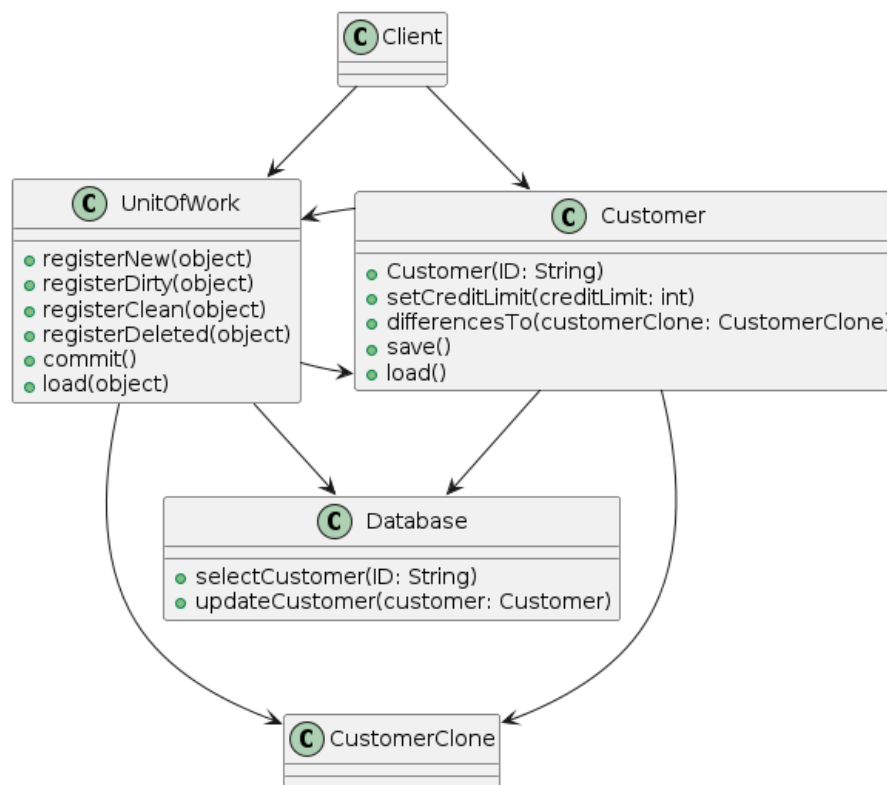 C Client
C UnitOfWork
registerNew(object)
registerDirty(object)
registerClean(object)
registerDeleted(object)
commit()
load(object)
C Customer
Customer(ID: String)
setCreditLimit(creditLimit: int)
differencesTo(customerClone: CustomerClone)
save()
load()
C Database
selectCustomer(ID: String)
updateCustomer(customer: Customer)
C CustomerClone